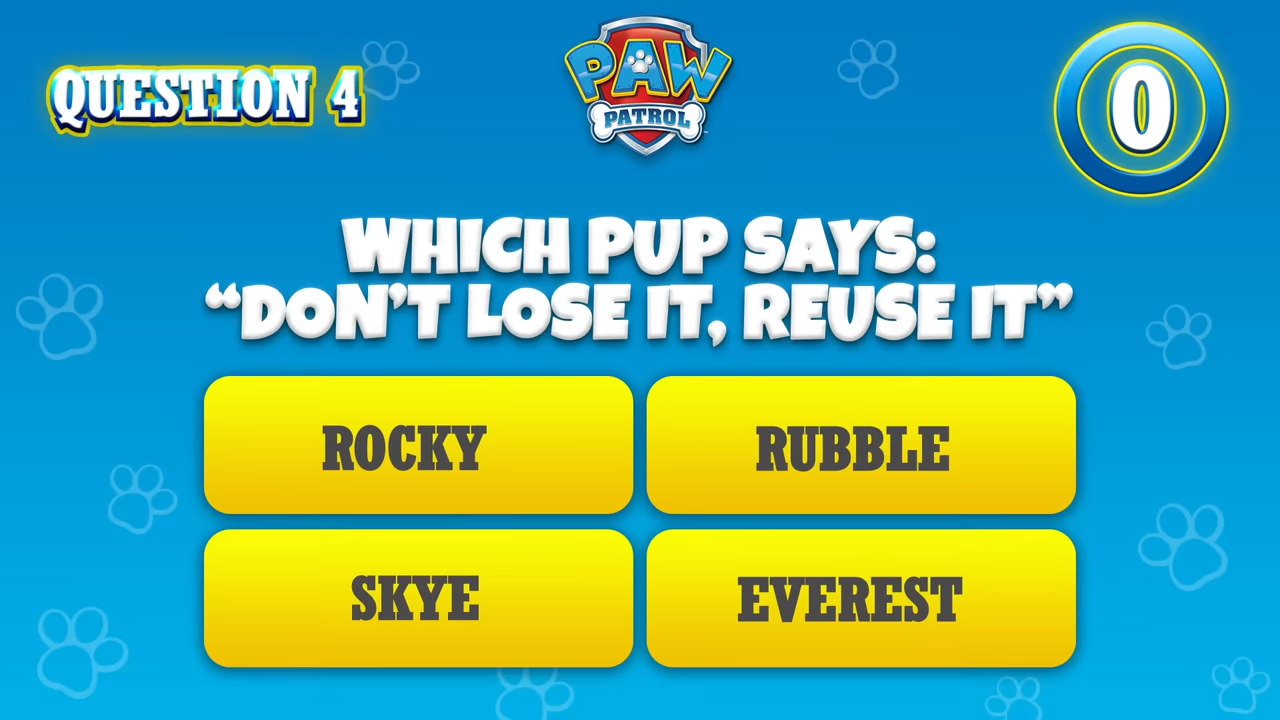 QUESTION 4
PAW
PATROL
0
WHICH PUP SAYS:
“DON’T LOSE IT, REUSE IT”
ROCKY
RUBBLE
SKYE
EVEREST